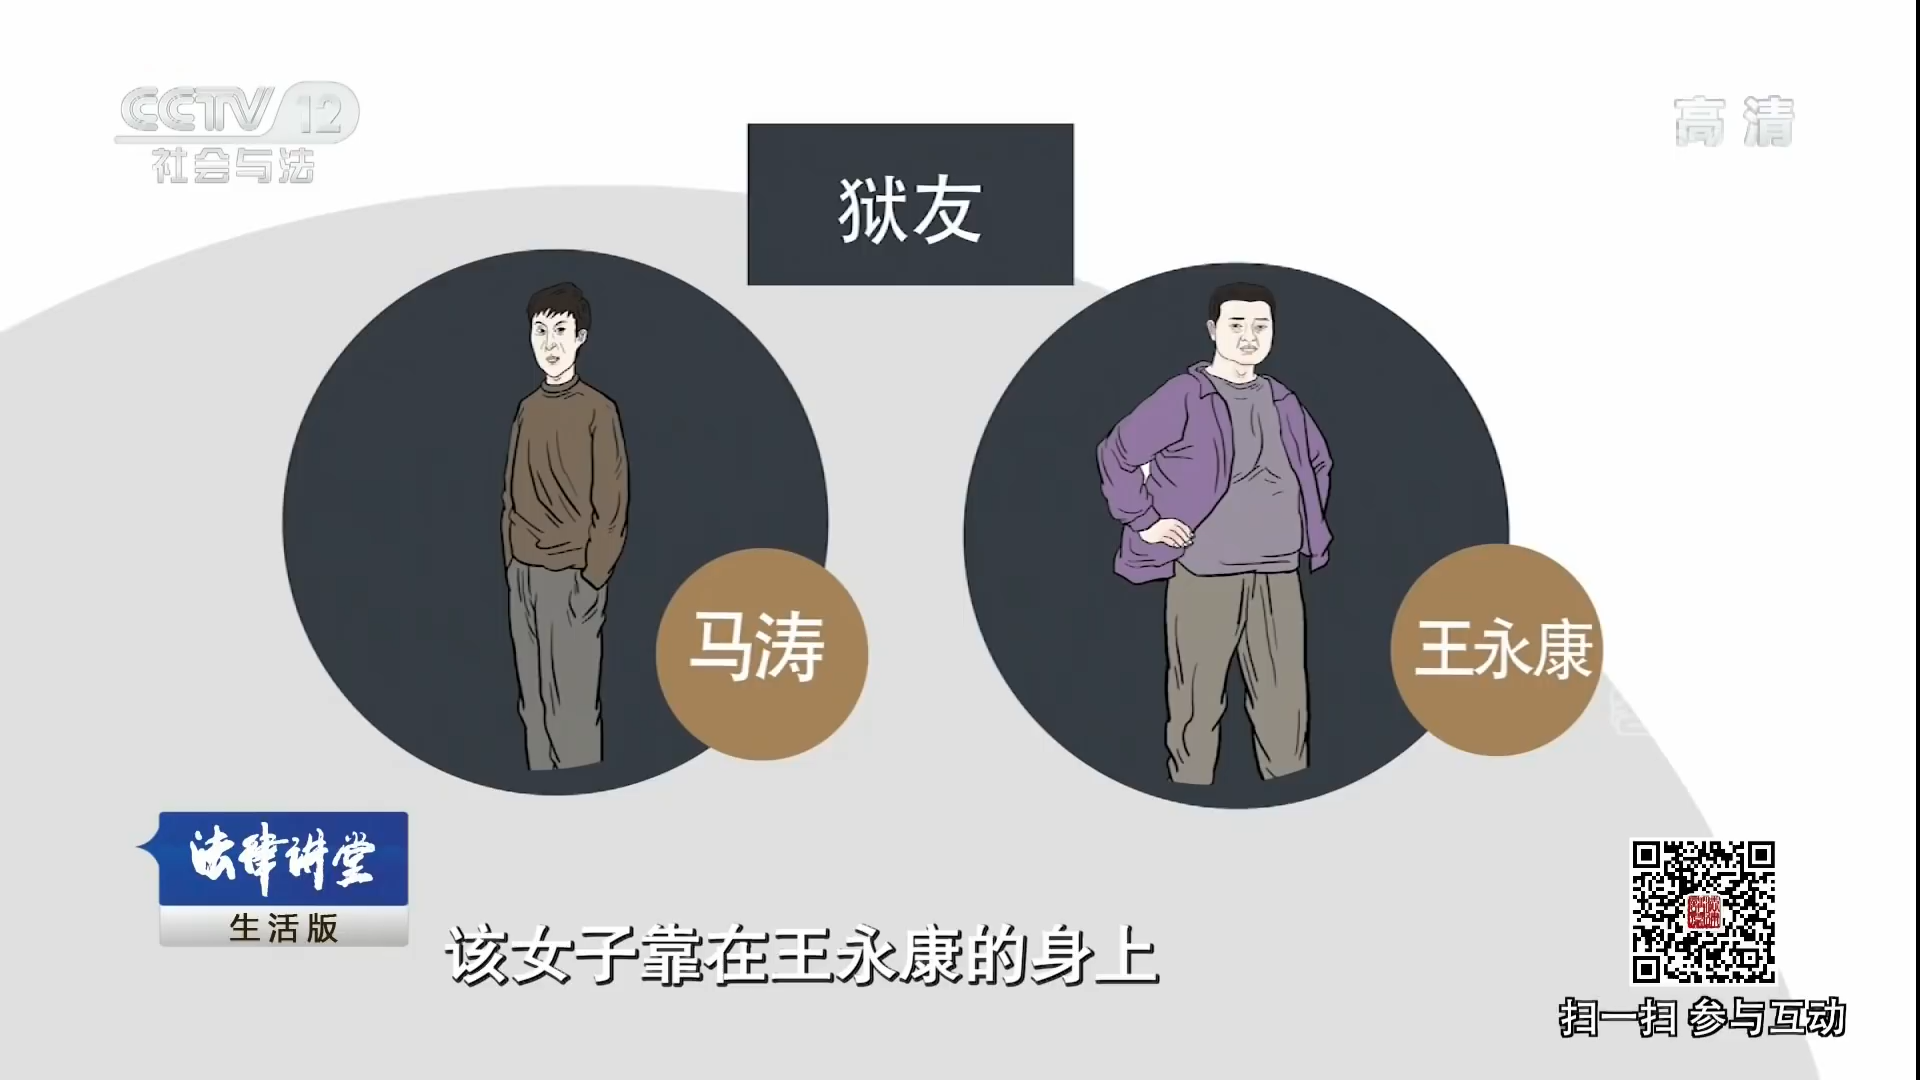 CCTV 12
社会与法
高清
狱友
马涛
王永康
法律讲堂
生活版
该女子靠在王永康的身上
扫一扫 参与互动